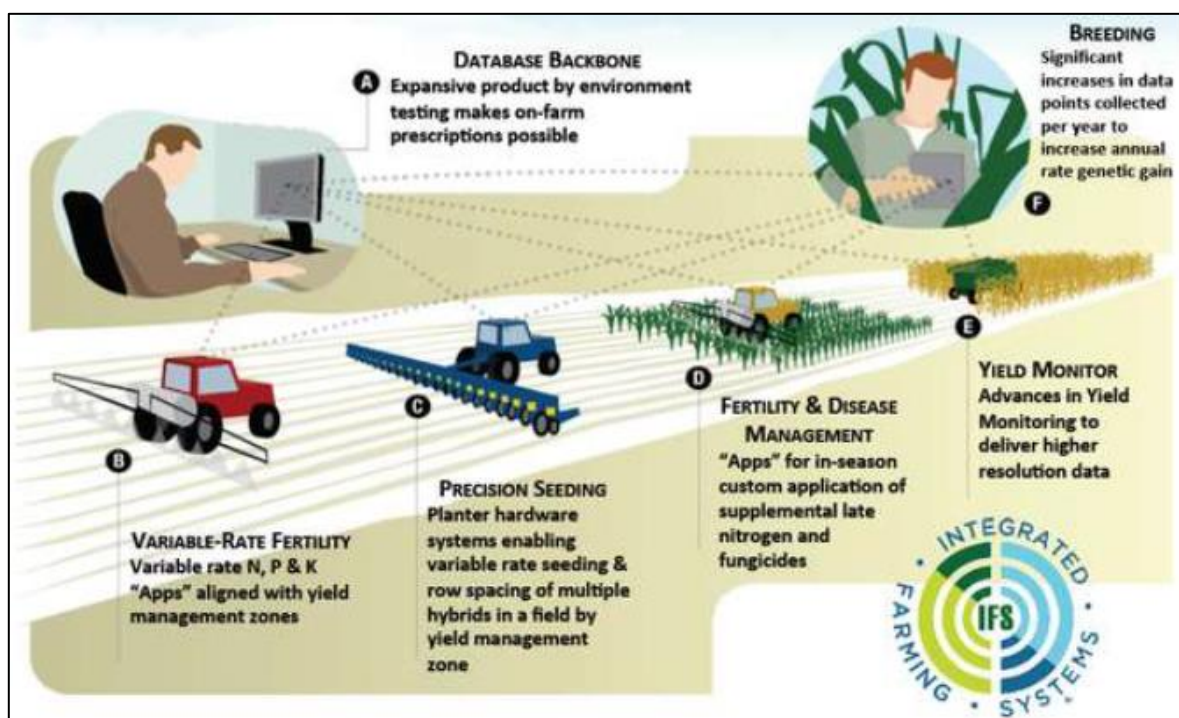 A
DATABASE BACKBONE
Expansive product by environment
testing makes on-farm
prescriptions possible
BREEDING
Significant
increases in data
points collected
per year to
increase annual
rate genetic gain
F
B
VARIABLE-RATE FERTILITY
Variable rate N, P & K
“Apps” aligned with yield
management zones
C
PRECISION SEEDING
Planter hardware
systems enabling
variable rate seeding &
row spacing of multiple
hybrids in a field by
yield management
zone
D
FERTILITY & DISEASE
MANAGEMENT
“Apps” for in-season
custom application of
supplemental late
nitrogen and
fungicides
E
YIELD MONITOR
Advances in Yield
Monitoring to
deliver higher
resolution data
INTEGRATED
FARMING
SYSTEMS
IFS